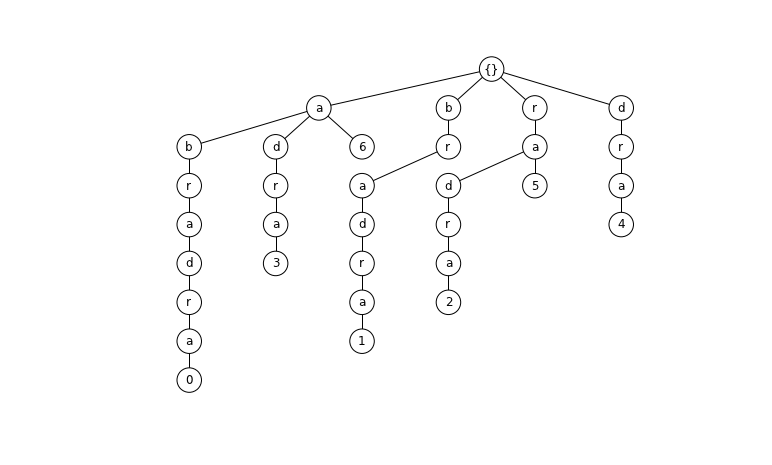 {}
a b r d
b d 6 r a r
r r a d 5 a
a a d r 4
d 3 r a
r a 2
a 1
0